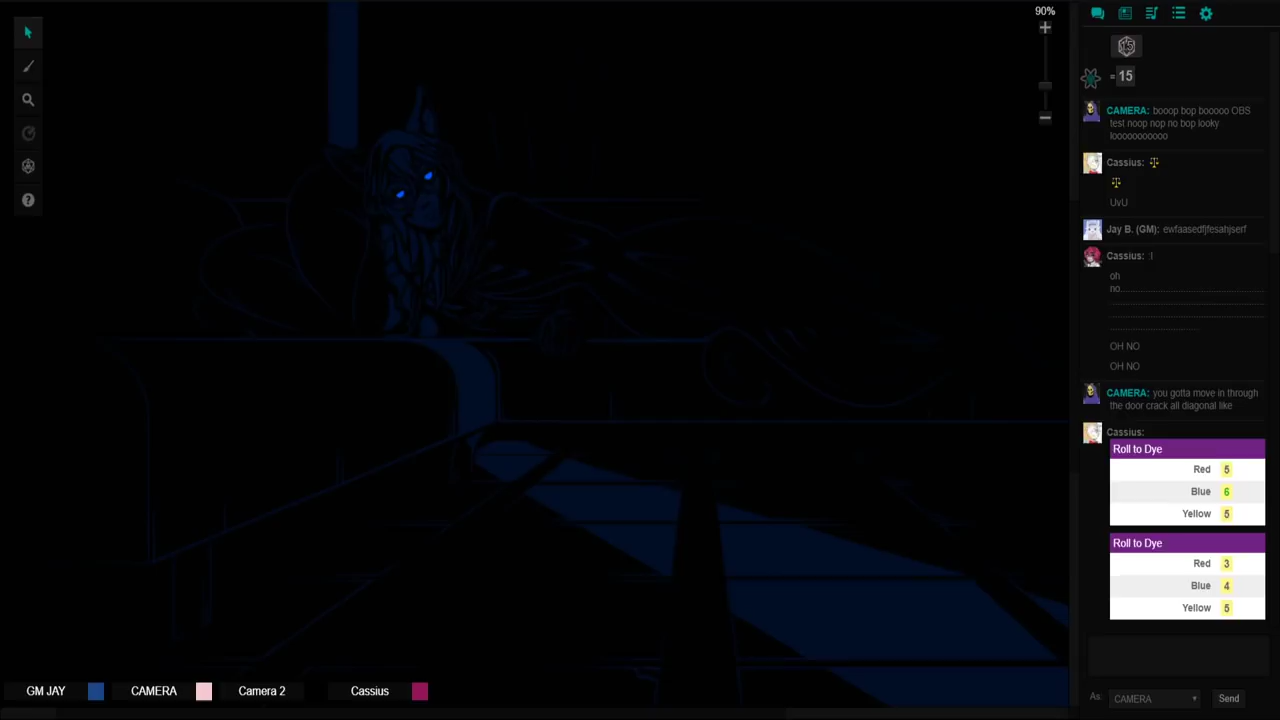 90%
15
= 15
CAMERA: booop bop booooo OBS
test noop nop no bop looky
looooooooooo
Cassius:
UvU
Jay B. (GM): ewfaasedfjfesahjserf
Cassius: :l
oh
no.......................................................
OH NO
OH NO
CAMERA: you gotta move in through
the door crack all diagonal like
Cassius:
Roll to Dye
Red 5
Blue 6
Yellow 5
Roll to Dye
Red 3
Blue 4
Yellow 5
As: CAMERA Send
GM JAY CAMERA Camera 2 Cassius